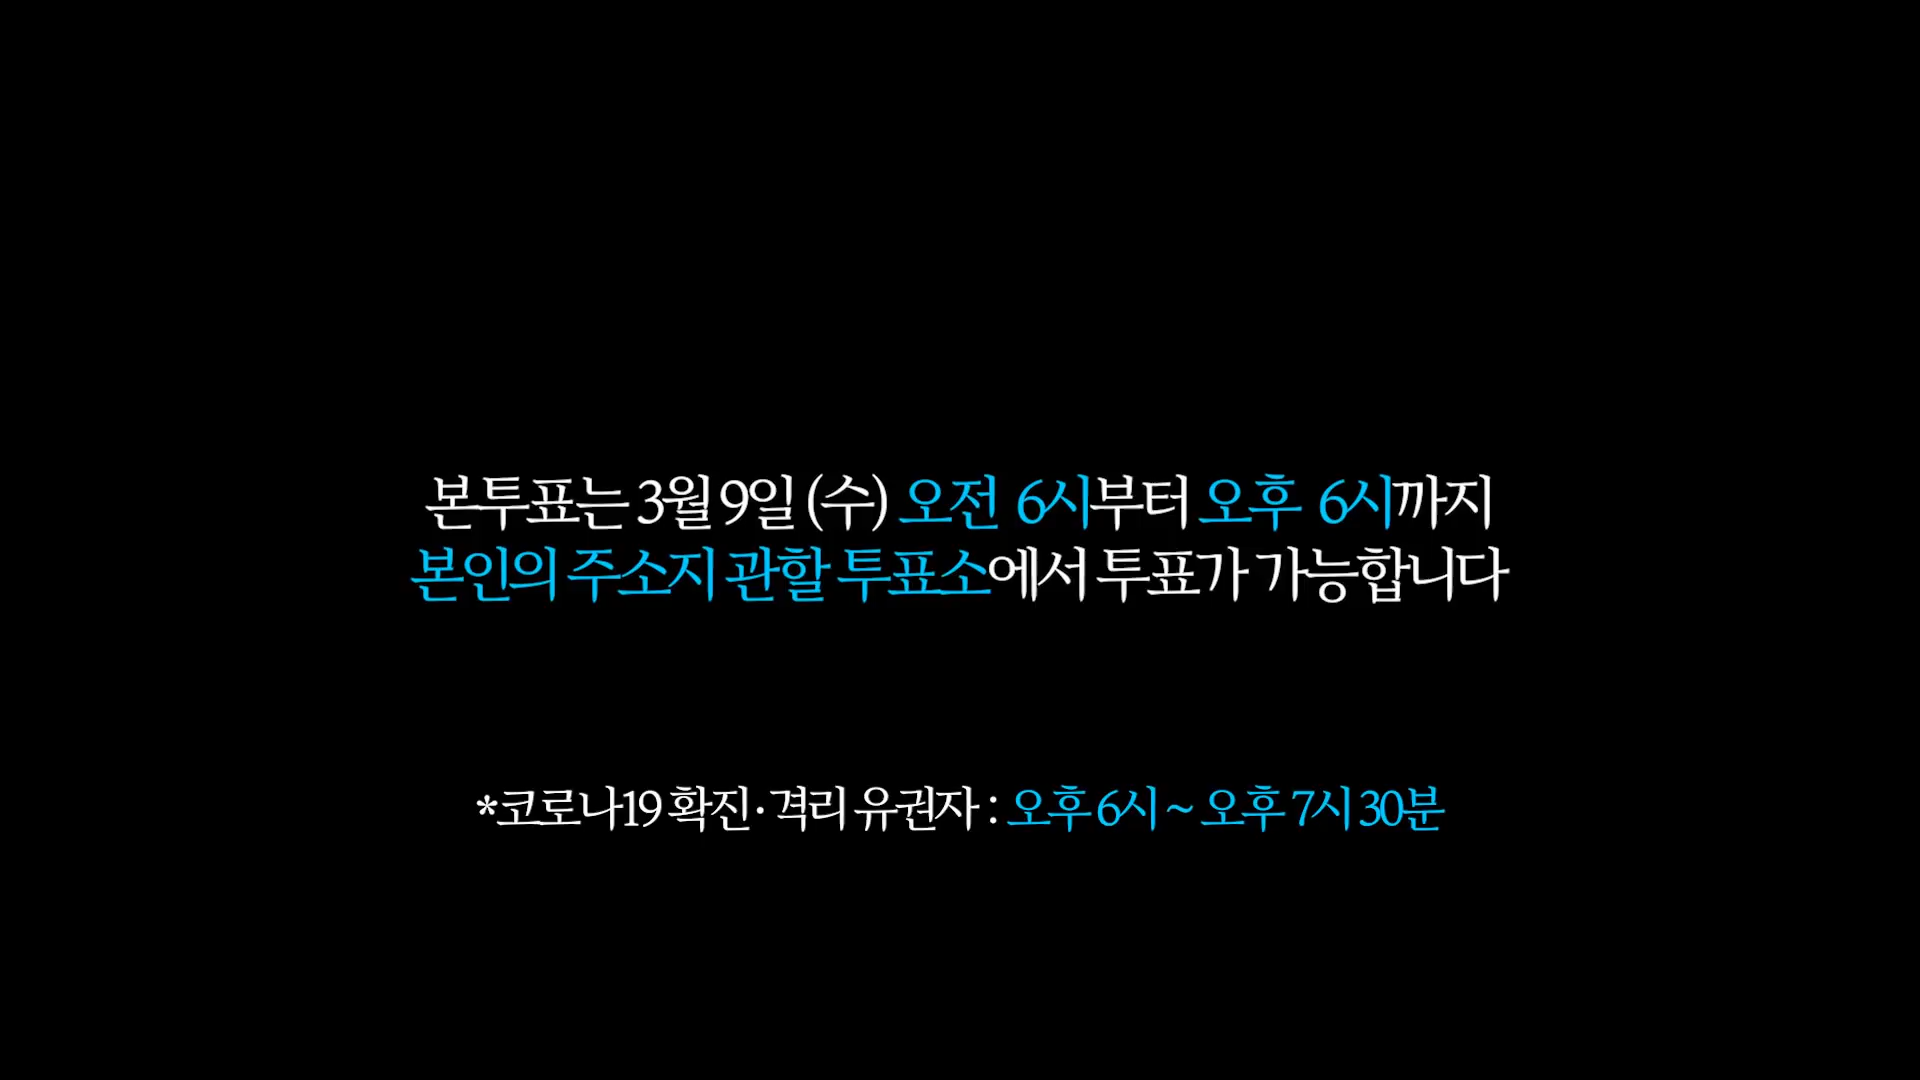 본투표는 3월 9일 (수) 오전 6시부터 오후 6시까지
본인의 주소지 관할 투표소에서 투표가 가능합니다
*코로나19 확진·격리 유권자 : 오후 6시 ~ 오후 7시 30분